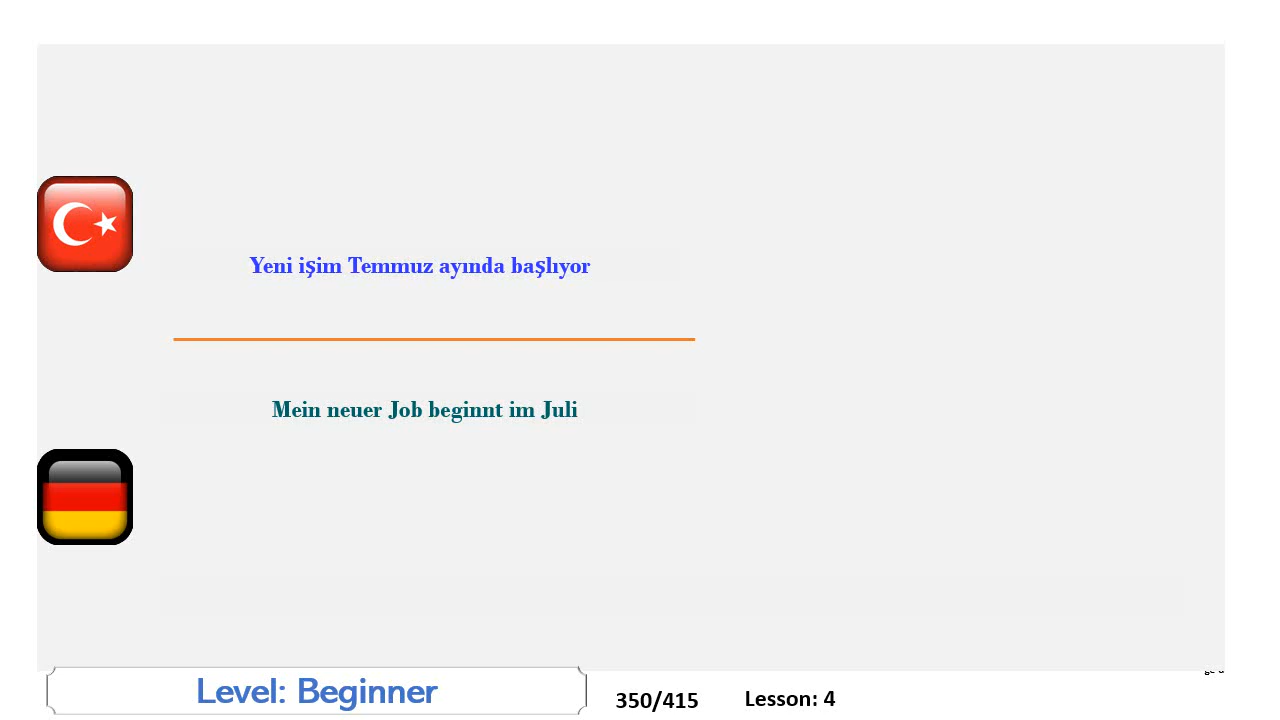 Yeni işim Temmuz ayında başlıyor
Mein neuer Job beginnt im Juli
Level: Beginner
350/415
Lesson: 4